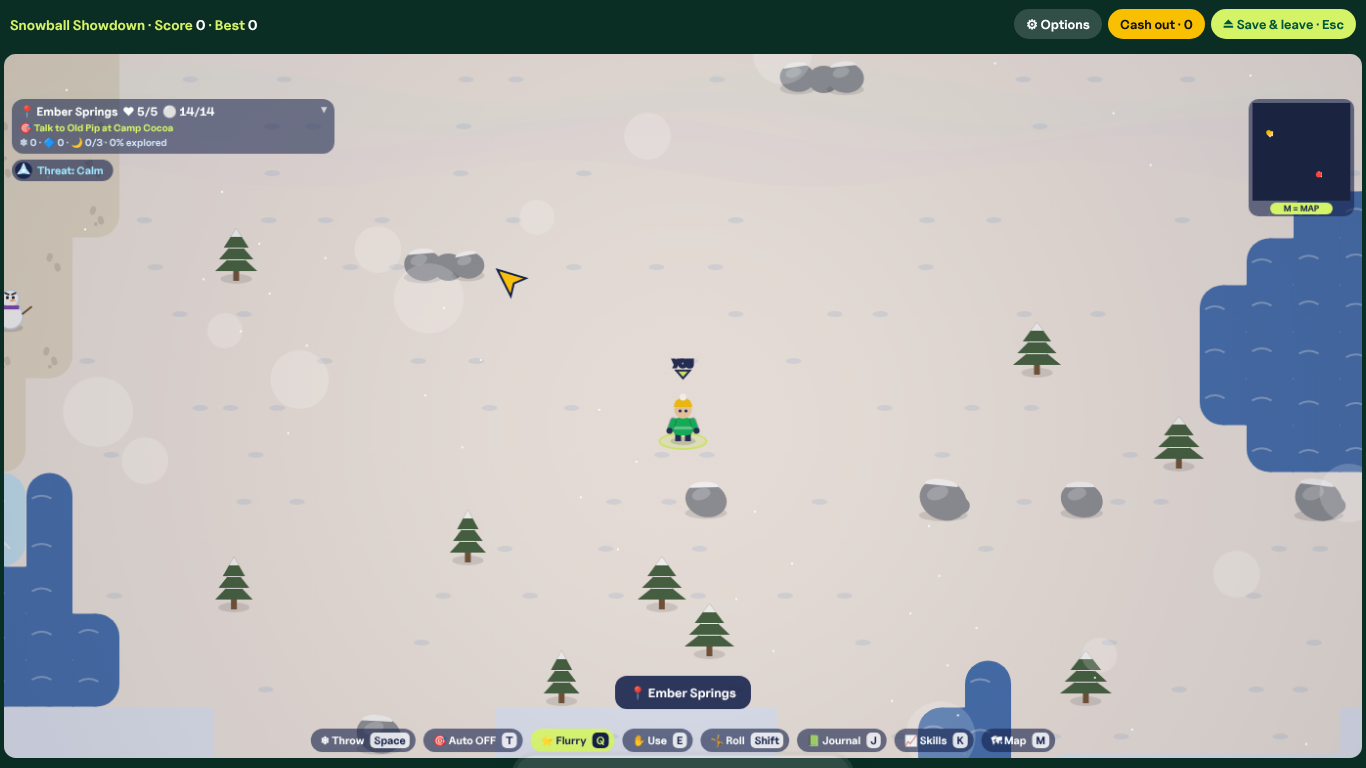 Snowball Showdown · Score 0 · Best 0
⚙ Options
Cash out · 0
⏏ Save & leave · Esc
📍 Ember Springs ♥ 5/5 ⚪ 14/14 ▼
🎯 Talk to Old Pip at Camp Cocoa
❄ 0 · 🔷 0 · 🌙 0/3 · 0% explored
Threat: Calm
M = MAP
📍 Ember Springs
❄ Throw Space
🎯 Auto OFF T
⭐ Flurry Q
✋ Use E
🤸 Roll Shift
📗 Journal J
📈 Skills K
🗺 Map M